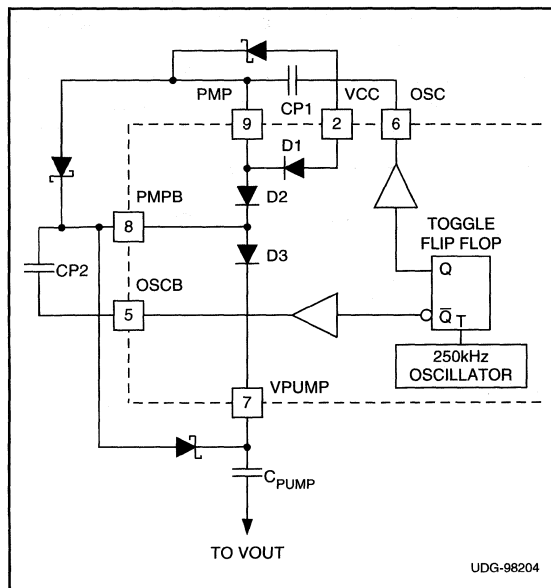 PMP
CP1
VCC
OSC
9
2
6
D1
D2
PMPB
8
D3
TOGGLE
FLIP FLOP
CP2
OSCB
5
Q
Q̅
T
250kHz
OSCILLATOR
VPUMP
7
CPUMP
TO VOUT
UDG-98204